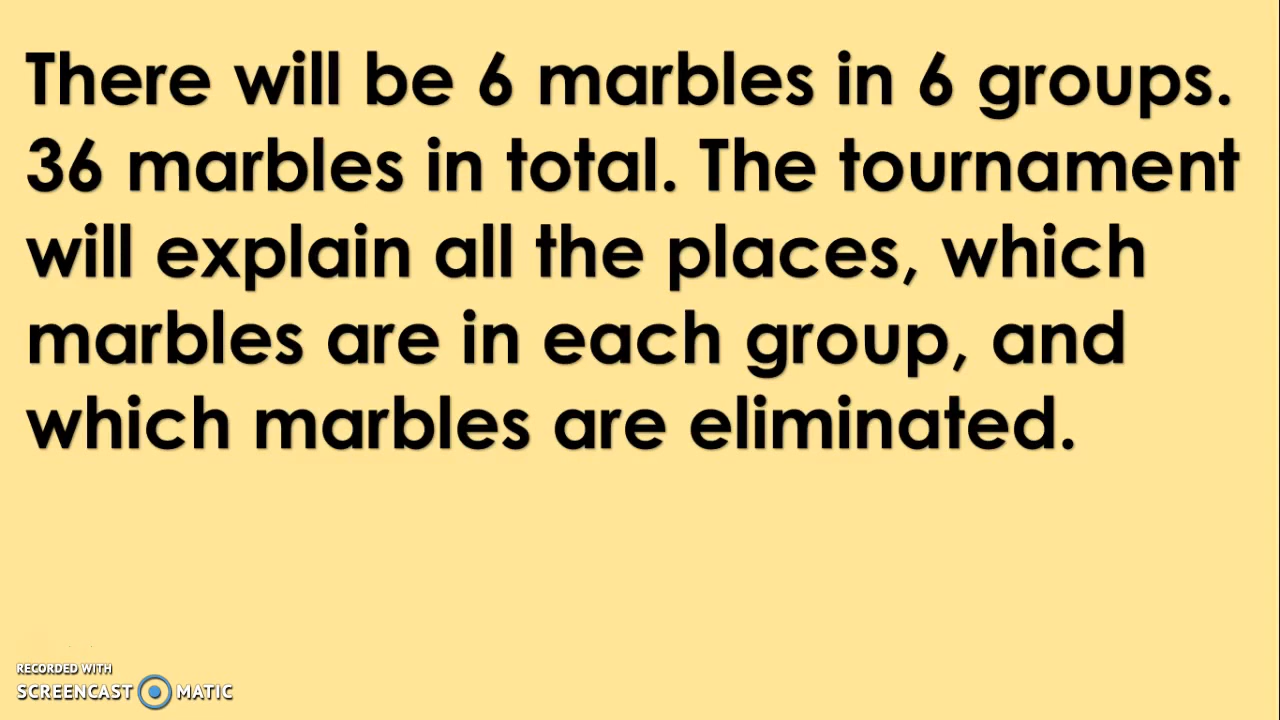 There will be 6 marbles in 6 groups.
36 marbles in total. The tournament
will explain all the places, which
marbles are in each group, and
which marbles are eliminated.
RECORDED WITH
SCREENCAST MATIC